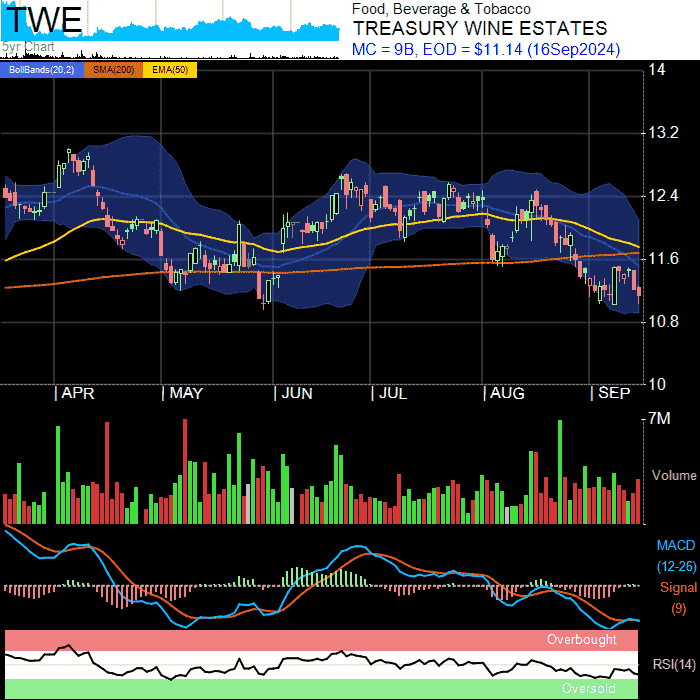 TWE
5yr Chart
Food, Beverage & Tobacco
TREASURY WINE ESTATES
MC = 9B, EOD = $11.14 (16Sep2024)
BollBands(20,2) SMA(200) EMA(50)
14
13.2
12.4
11.6
10.8
10
| APR | MAY | JUN | JUL | AUG | SEP
7M
Volume
MACD
(12-26)
Signal
(9)
Overbought
RSI(14)
Oversold